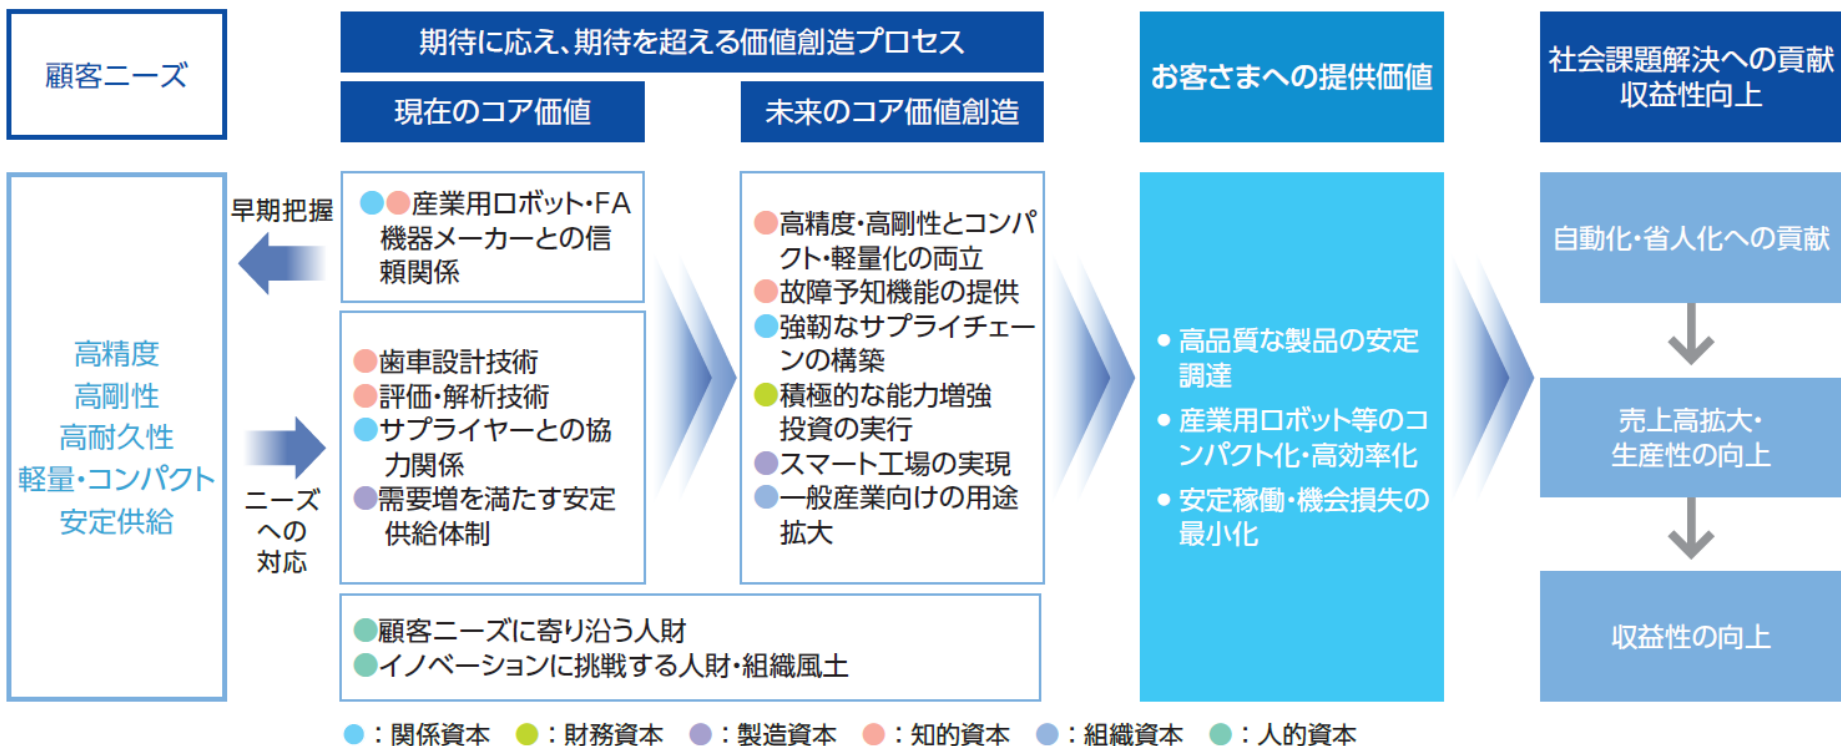 顧客ニーズ
期待に応え、期待を超える価値創造プロセス
現在のコア価値
未来のコア価値創造
お客さまへの提供価値
社会課題解決への貢献
収益性向上
高精度
高剛性
高耐久性
軽量・コンパクト
安定供給
早期把握
ニーズ
への
対応
産業用ロボット・FA
機器メーカーとの信
頼関係
歯車設計技術
評価・解析技術
サプライヤーとの協
力関係
需要増を満たす安定
供給体制
高精度・高剛性とコンパ
クト・軽量化の両立
故障予知機能の提供
強靭なサプライチェー
ンの構築
積極的な能力増強
投資の実行
スマート工場の実現
一般産業向けの用途
拡大
顧客ニーズに寄り沿う人財
イノベーションに挑戦する人財・組織風土
• 高品質な製品の安定
調達
• 産業用ロボット等のコ
ンパクト化・高効率化
• 安定稼働・機会損失の
最小化
自動化・省人化への貢献
売上高拡大・
生産性の向上
収益性の向上
：関係資本 ：財務資本 ：製造資本 ：知的資本 ：組織資本 ：人的資本